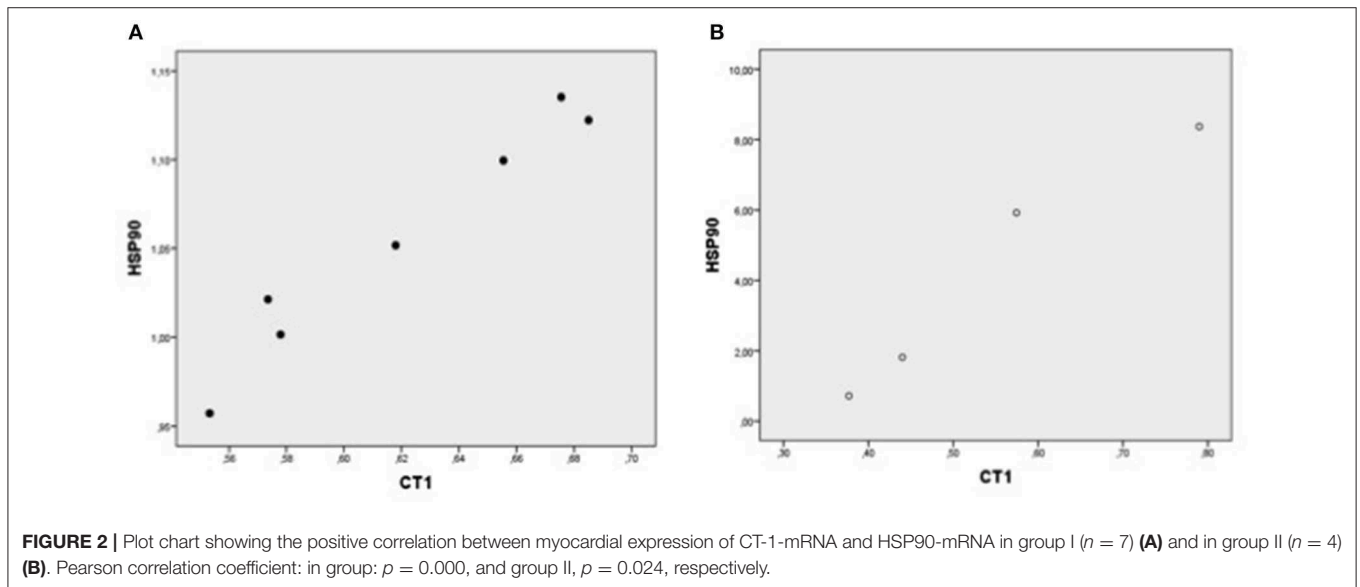 A
HSP90
1,15
1,10
1,05
1,00
,95
,56 ,58 ,60 ,62 ,64 ,66 ,68 ,70
CT1
B
HSP90
10,00
8,00
6,00
4,00
2,00
,00
,30 ,40 ,50 ,60 ,70 ,80
CT1
FIGURE 2 | Plot chart showing the positive correlation between myocardial expression of CT-1-mRNA and HSP90-mRNA in group I (n = 7) (A) and in group II (n = 4)
(B). Pearson correlation coefficient: in group: p = 0.000, and group II, p = 0.024, respectively.